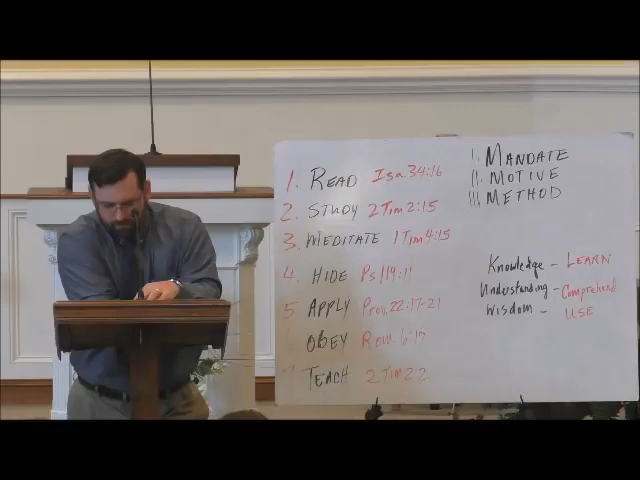 1. READ Isa. 34:16
2. STUDY 2 Tim 2:15
3. MEDITATE 1 Tim 4:15
4. HIDE Ps 119:11
5 APPLY Prov. 22:17-21
OBEY Rom. 6:17
TEACH 2 Tim 2 2
I. MANDATE
II. MOTIVE
III. METHOD
Knowledge - LEARN
Understanding - Comprehend
Wisdom - USE